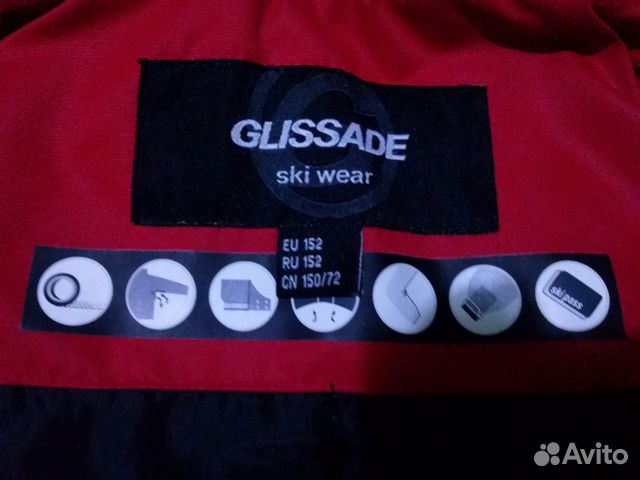 GLISSADE
ski wear
EU 152
RU 152
CN 150/72
ski pass
Avito